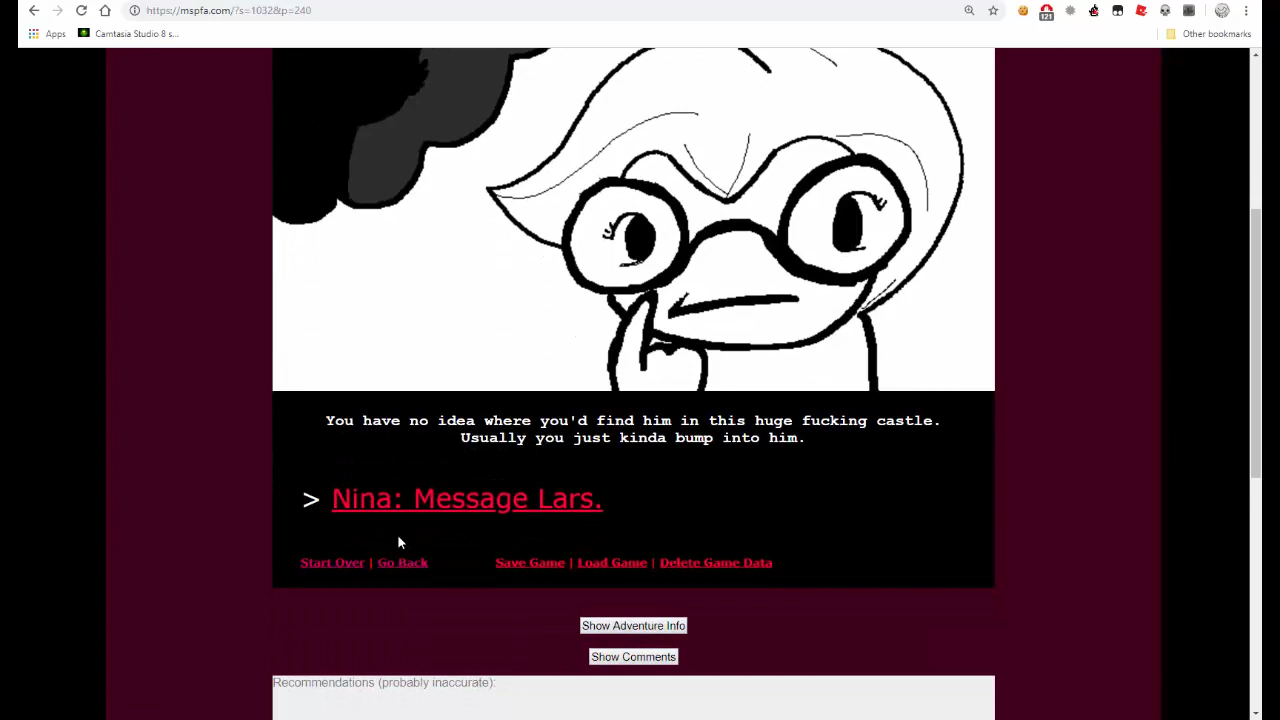 https://mspfa.com/?s=1032&p=240
121
Apps
Camtasia Studio 8 s...
Other bookmarks
You have no idea where you'd find him in this huge fucking castle.
Usually you just kinda bump into him.
> Nina: Message Lars.
Start Over | Go Back Save Game | Load Game | Delete Game Data
Show Adventure Info
Show Comments
Recommendations (probably inaccurate):